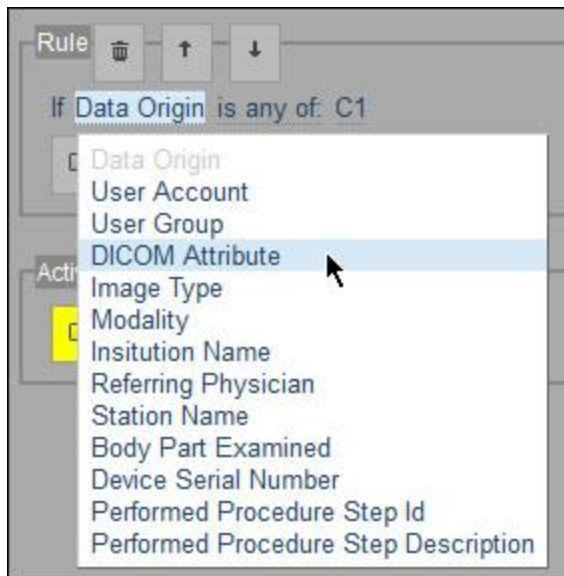 Rule
If Data Origin is any of: C1
Data Origin
User Account
User Group
DICOM Attribute
Image Type
Modality
Insitution Name
Referring Physician
Station Name
Body Part Examined
Device Serial Number
Performed Procedure Step Id
Performed Procedure Step Description